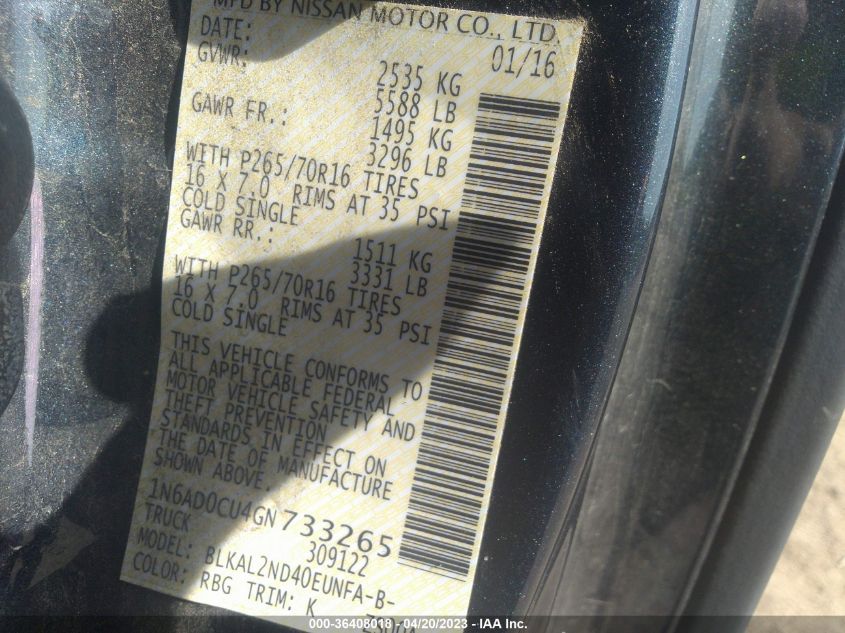 MFD BY NISSAN MOTOR CO., LTD.
DATE: 01/16
GVWR: 2535 KG
5588 LB
GAWR FR.: 1495 KG
3296 LB
WITH P265/70R16 TIRES
16 X 7.0 RIMS AT 35 PSI
COLD SINGLE
GAWR RR.: 1511 KG
3331 LB
WITH P265/70R16 TIRES
16 X 7.0 RIMS AT 35 PSI
COLD SINGLE
THIS VEHICLE CONFORMS TO
ALL APPLICABLE FEDERAL
MOTOR VEHICLE SAFETY AND
THEFT PREVENTION
STANDARDS IN EFFECT ON
THE DATE OF MANUFACTURE
SHOWN ABOVE.
1N6AD0CU4GN733265
TRUCK 309122
MODEL: BLKAL2ND40EUNFA-B-
COLOR: RBG TRIM: K
000-36408018 - 04/20/2023 - IAA Inc.